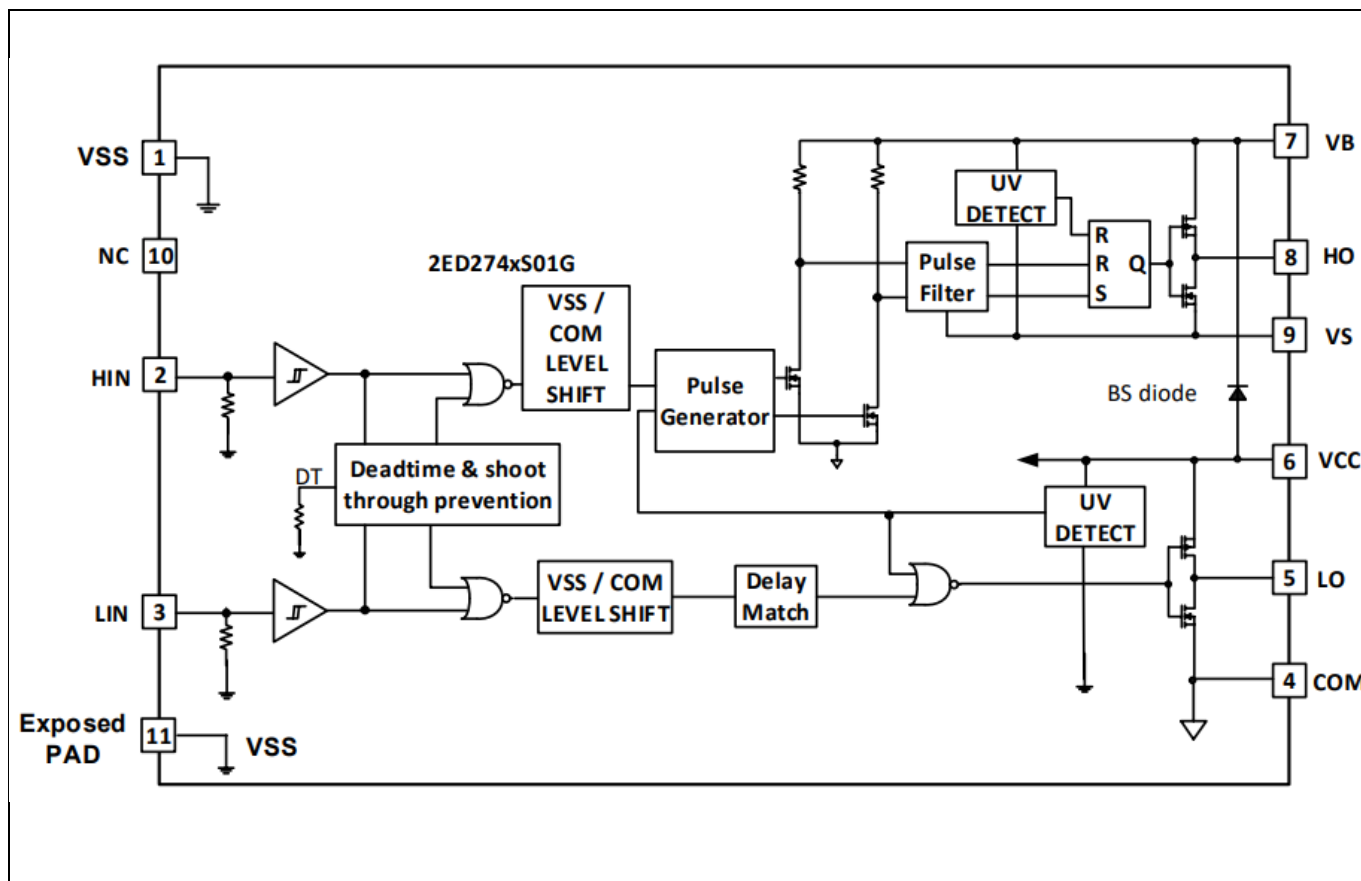 VSS
1
NC
10
2ED274xS01G
HIN
2
VSS /
COM
LEVEL
SHIFT
Pulse
Generator
DT
Deadtime & shoot
through prevention
LIN
3
VSS / COM
LEVEL SHIFT
Delay
Match
Exposed
PAD
11
VSS
UV
DETECT
Pulse
Filter
R
R
Q
S
7
VB
8
HO
9
VS
BS diode
6
VCC
UV
DETECT
5
LO
4
COM